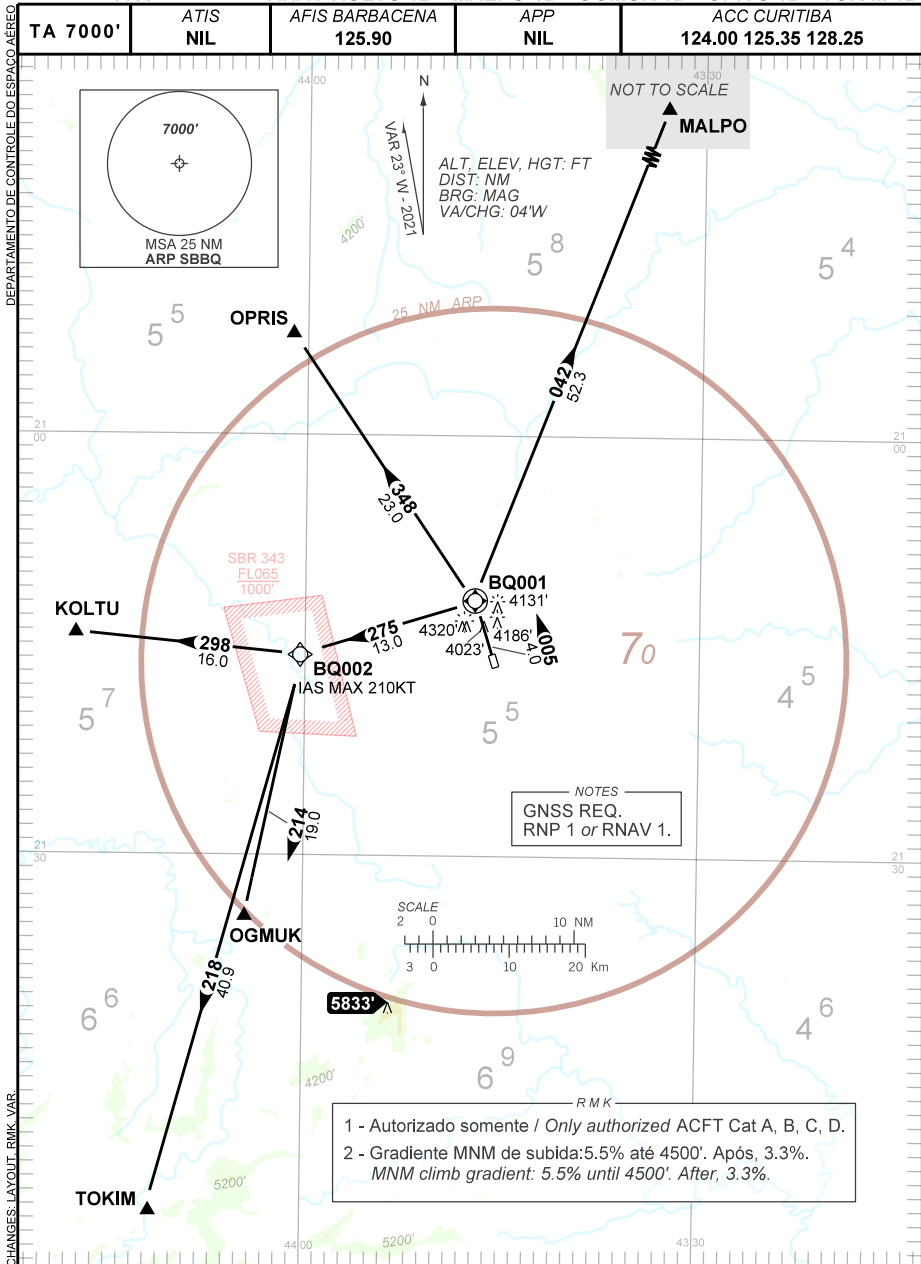 TA 7000'
ATIS
NIL
AFIS BARBACENA
125.90
APP
NIL
ACC CURITIBA
124.00 125.35 128.25
DEPARTAMENTO DE CONTROLE DO ESPAÇO AÉREO
44 00
43 30
NOT TO SCALE
MALPO
7000'
MSA 25 NM
ARP SBBQ
N
VAR 23° W - 2021
ALT, ELEV, HGT: FT
DIST: NM
BRG: MAG
VA/CHG: 04'W
4200'
5 8
5 4
5 5
OPRIS
25 NM ARP
042
52.3
21 00
21 00
348
23.0
SBR 343
FL065
1000'
KOLTU
BQ001
4131'
4320'
4186'
4023'
275
13.0
298
16.0
005
4.0
BQ002
IAS MAX 210KT
7 0
4 5
5 7
5 5
NOTES
GNSS REQ.
RNP 1 or RNAV 1.
214
19.0
21 30
21 30
SCALE
2 0 10 NM
3 0 10 20 Km
OGMUK
218
40.9
5833'
6 6
4 6
6 9
4200'
RMK
1 - Autorizado somente / Only authorized ACFT Cat A, B, C, D.
2 - Gradiente MNM de subida:5.5% até 4500'. Após, 3.3%.
MNM climb gradient: 5.5% until 4500'. After, 3.3%.
TOKIM
5200'
5200'
44 00
43 30
CHANGES: LAYOUT, RMK, VAR.